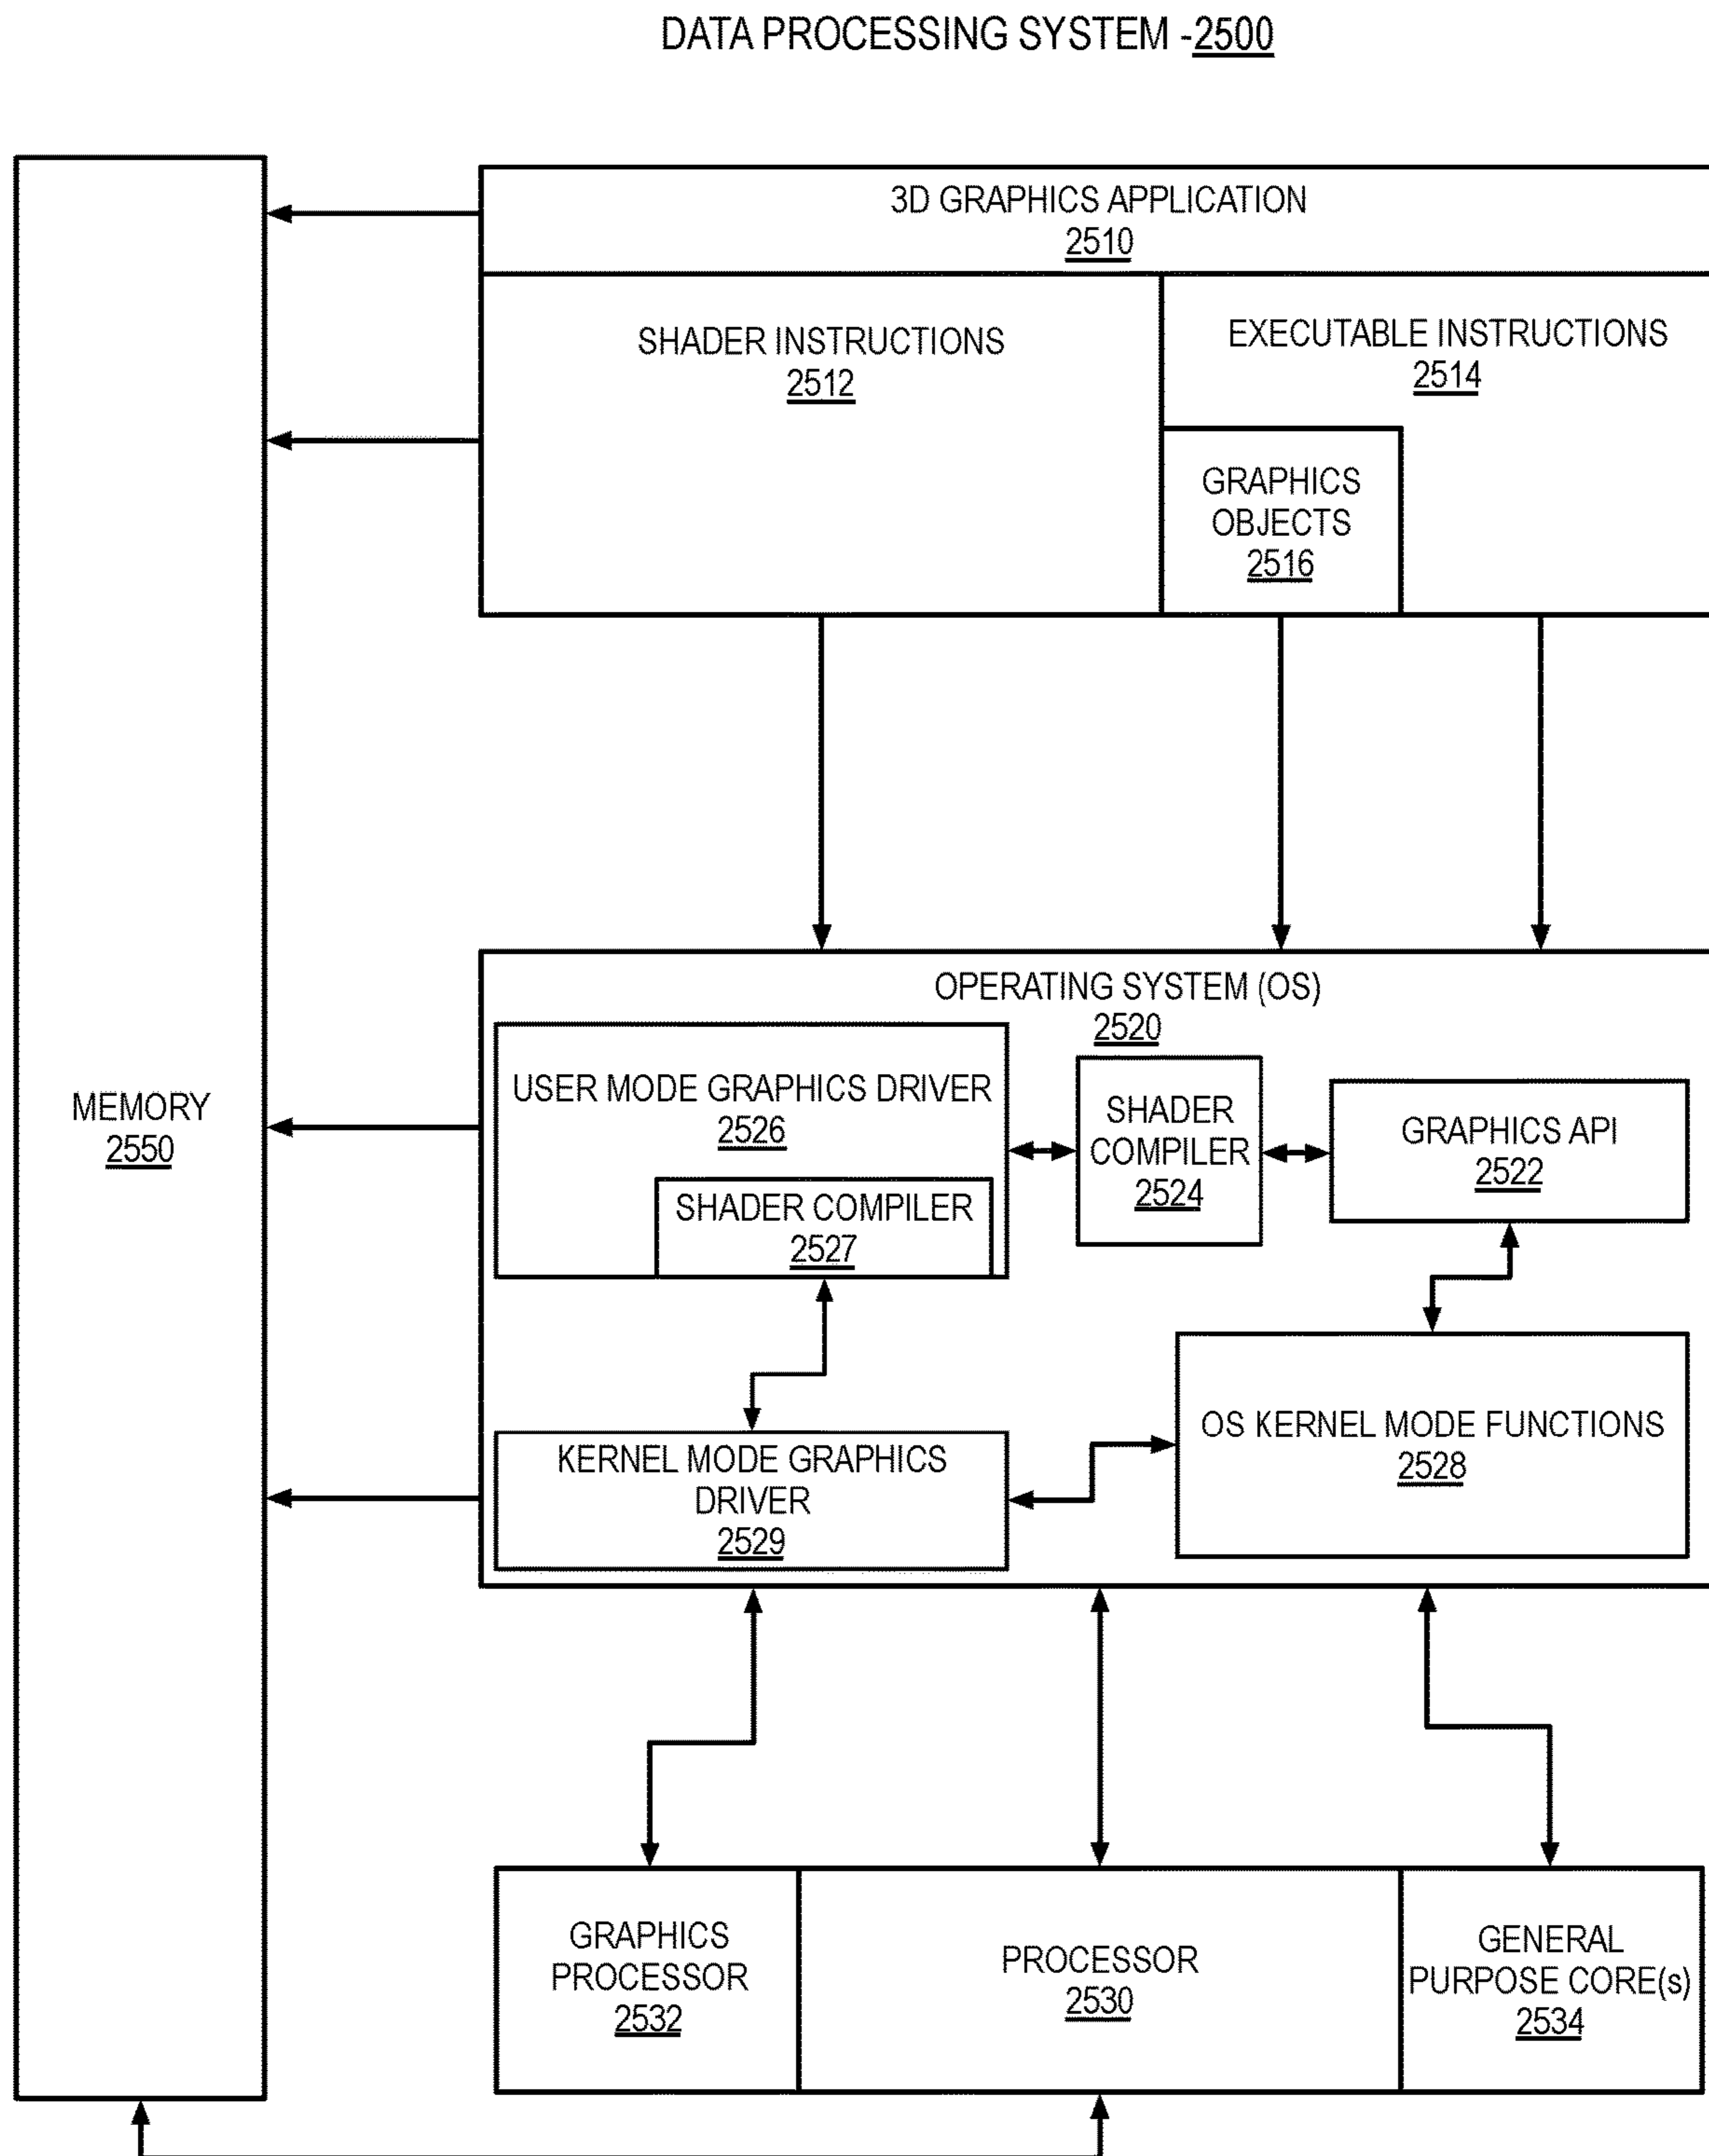 DATA PROCESSING SYSTEM -2500
3D GRAPHICS APPLICATION
2510
SHADER INSTRUCTIONS
2512
EXECUTABLE INSTRUCTIONS
2514
GRAPHICS
OBJECTS
2516
MEMORY
2550
OPERATING SYSTEM (OS)
2520
USER MODE GRAPHICS DRIVER
2526
SHADER COMPILER
2527
SHADER
COMPILER
2524
GRAPHICS API
2522
KERNEL MODE GRAPHICS
DRIVER
2529
OS KERNEL MODE FUNCTIONS
2528
GRAPHICS
PROCESSOR
2532
PROCESSOR
2530
GENERAL
PURPOSE CORE(s)
2534